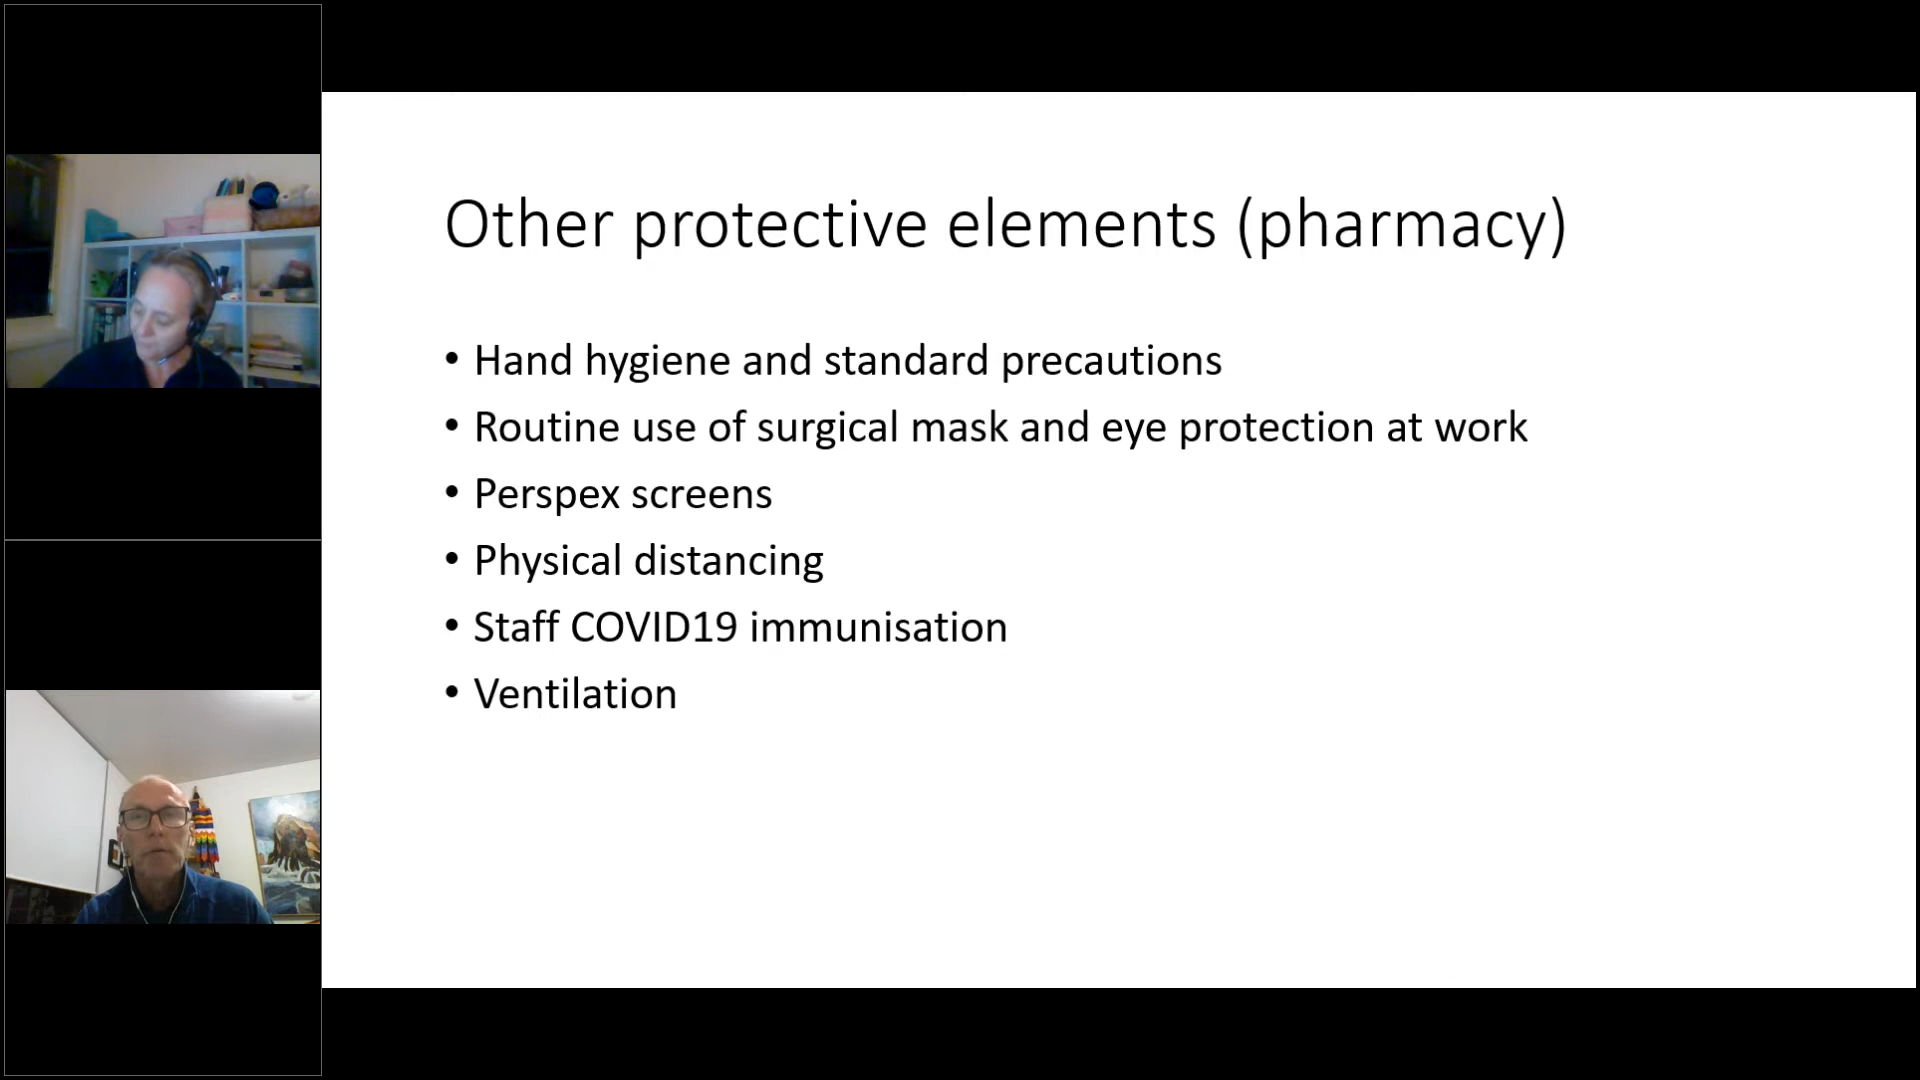 Other protective elements (pharmacy)
• Hand hygiene and standard precautions
• Routine use of surgical mask and eye protection at work
• Perspex screens
• Physical distancing
• Staff COVID19 immunisation
• Ventilation